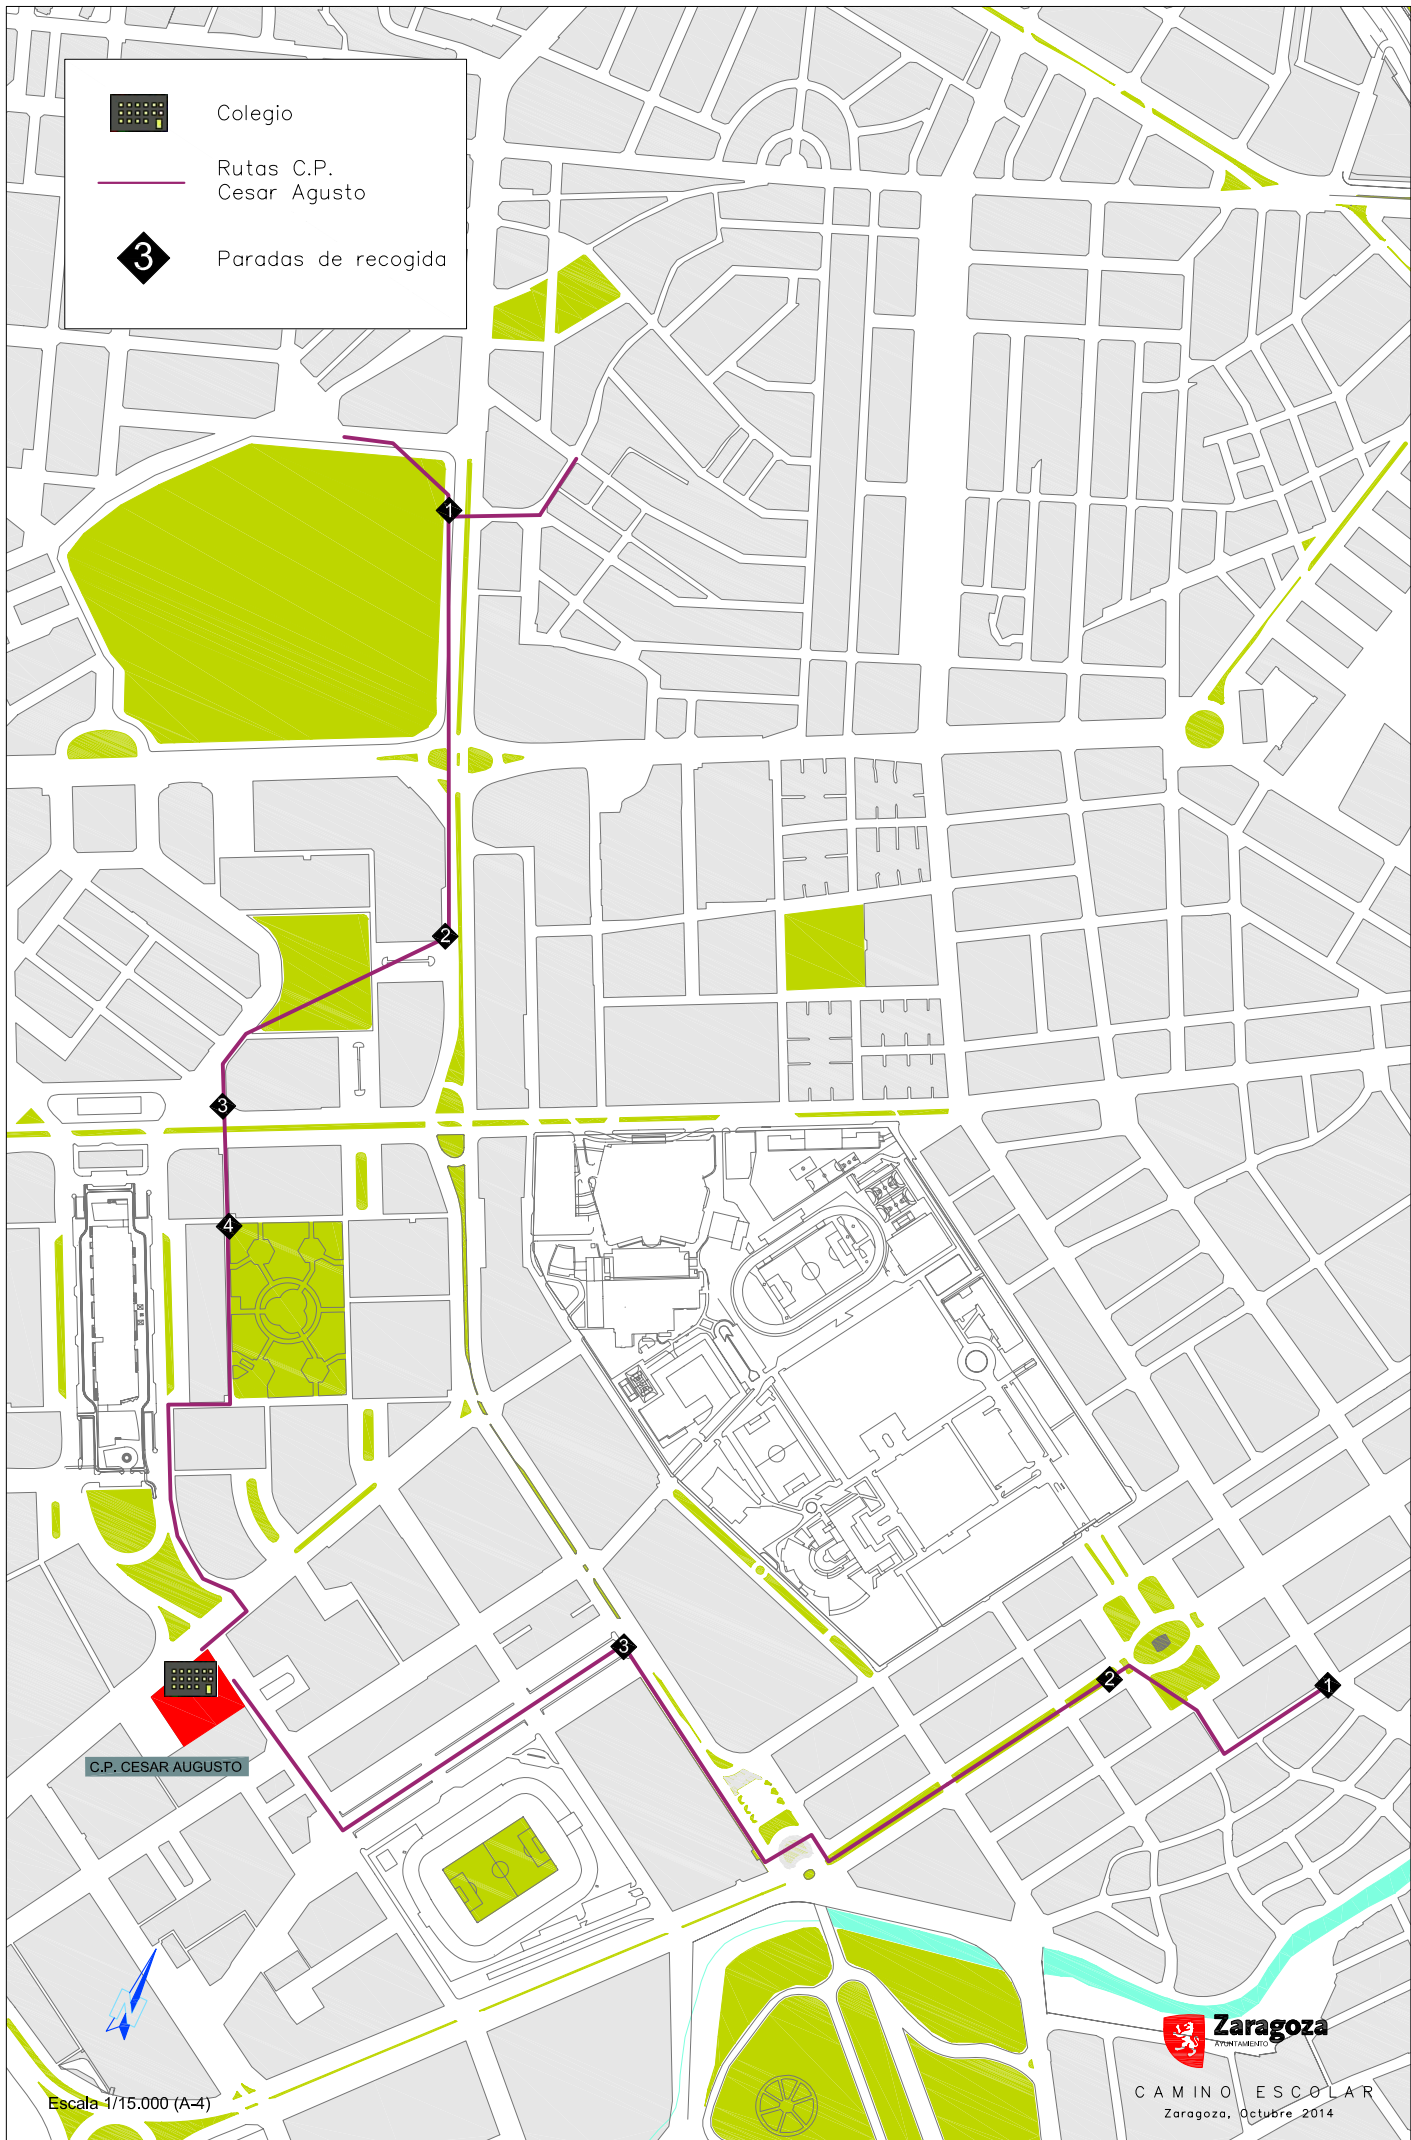 Colegio
Rutas C.P.
Cesar Agusto
3
Paradas de recogida
1
2
3
4
3
2
1
C.P. CESAR AUGUSTO
Zaragoza
AYUNTAMIENTO
Escala 1/15.000 (A-4)
CAMINO ESCOLAR
Zaragoza, Octubre 2014